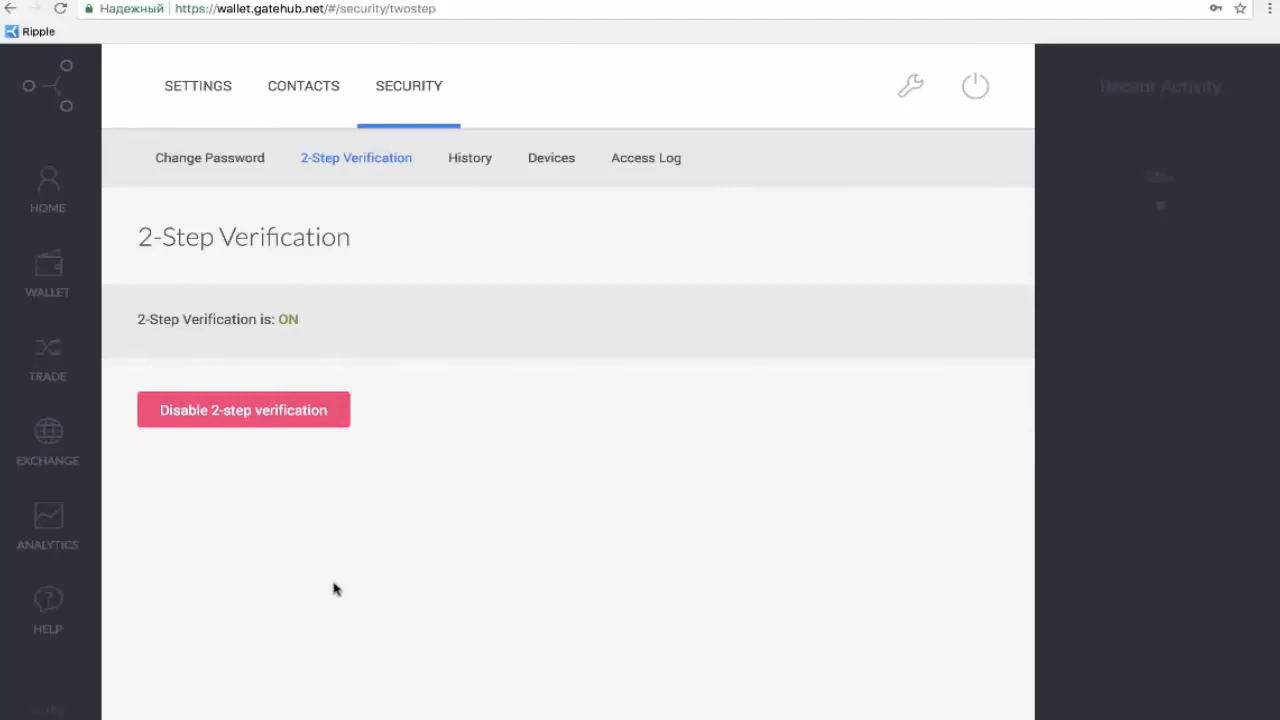 Надежный
https://wallet.gatehub.net/#/security/twostep
Ripple
SETTINGS
CONTACTS
SECURITY
Recent Activity
Change Password
2-Step Verification
History
Devices
Access Log
HOME
WALLET
TRADE
EXCHANGE
ANALYTICS
HELP
2-Step Verification
2-Step Verification is: ON
Disable 2-step verification